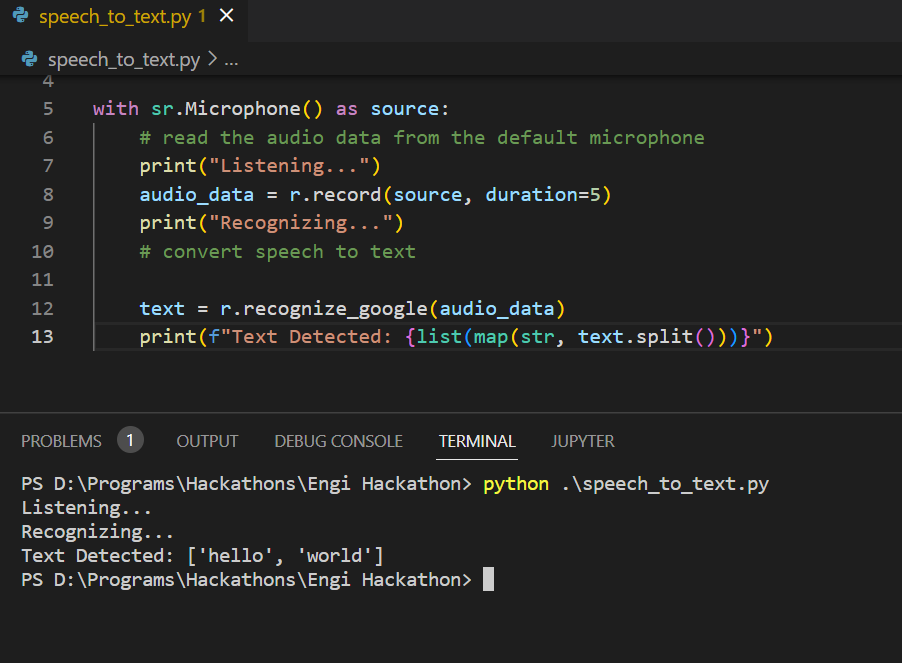 speech_to_text.py 1
speech_to_text.py > ...
4
5 with sr.Microphone() as source:
6     # read the audio data from the default microphone
7     print("Listening...")
8     audio_data = r.record(source, duration=5)
9     print("Recognizing...")
10     # convert speech to text
11
12     text = r.recognize_google(audio_data)
13     print(f"Text Detected: {list(map(str, text.split()))}")
PROBLEMS 1 OUTPUT DEBUG CONSOLE TERMINAL JUPYTER
PS D:\Programs\Hackathons\Engi Hackathon> python .\speech_to_text.py
Listening...
Recognizing...
Text Detected: ['hello', 'world']
PS D:\Programs\Hackathons\Engi Hackathon>